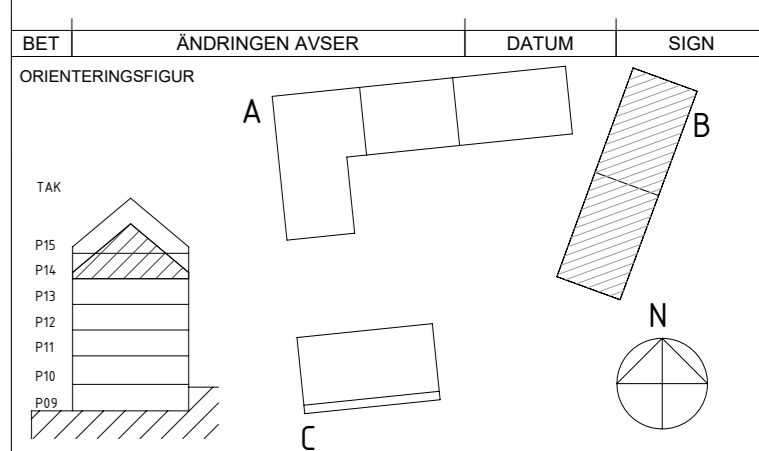 BET ÄNDRINGEN AVSER DATUM SIGN
ORIENTERINGSFIGUR
A
B
TAK
P15
P14
P13
P12
P11
P10
P09
N
C